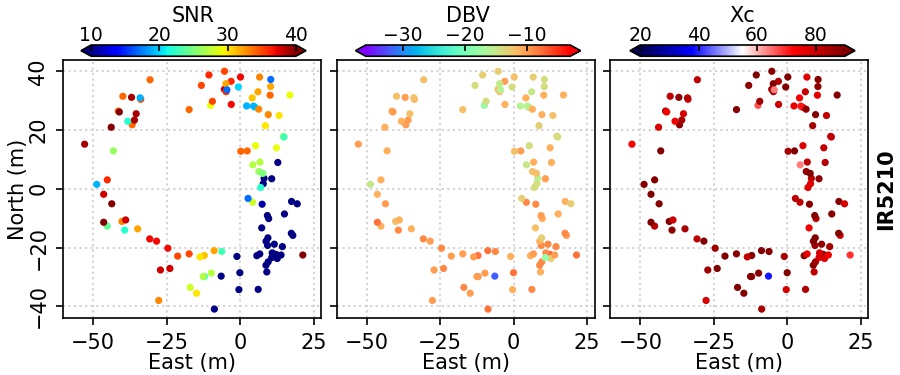 SNR DBV Xc
10 20 30 40 −30 −20 −10 20 40 60 80
40
20
0
−20
−40
North (m)
IR5210
−50 −25 0 25 −50 −25 0 25 −50 −25 0 25
East (m) East (m) East (m)